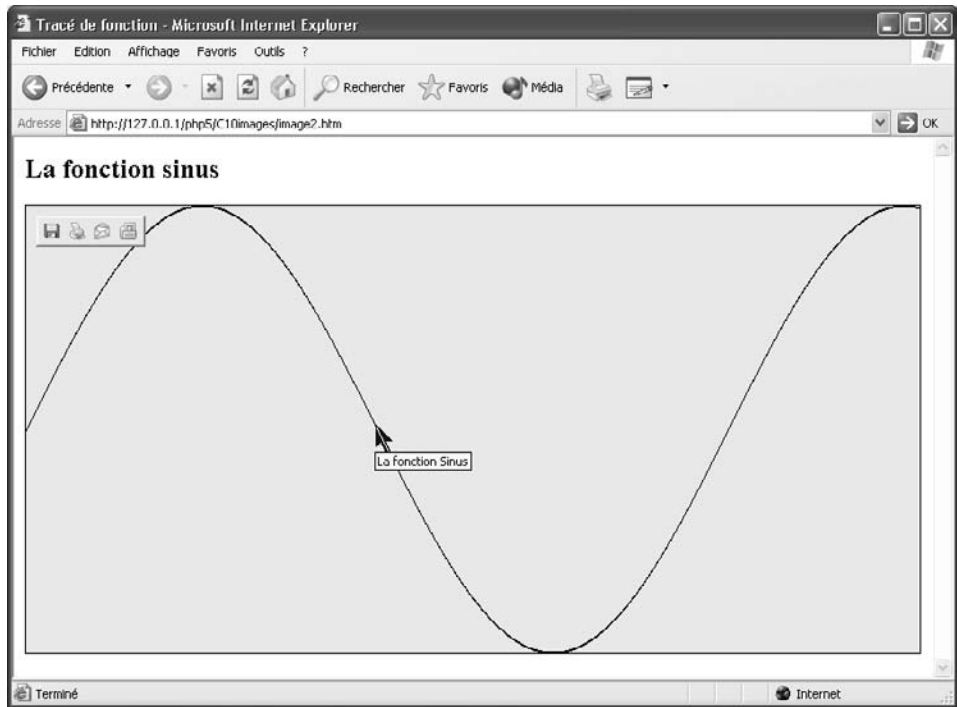 Tracé de fonction - Microsoft Internet Explorer
Fichier Edition Affichage Favoris Outils ?
Précédente Rechercher Favoris Média
Adresse http://127.0.0.1/php5/C10images/image2.htm OK
La fonction sinus
La fonction Sinus
Terminé Internet